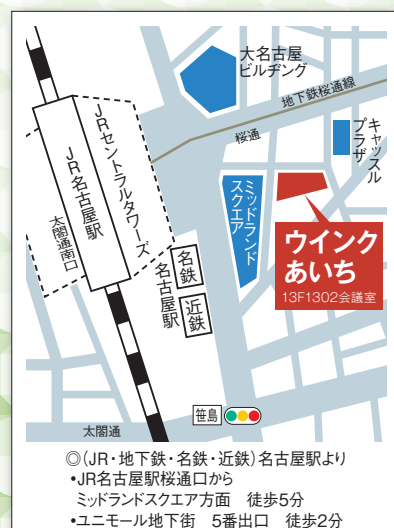 大名古屋
ビルヂング
地下鉄桜通線
桜通
キャッスル
プラザ
JRセントラルタワーズ
JR名古屋駅
太閤通南口
ミッドランド
スクエア
ウインク
あいち
13F1302会議室
名鉄
近鉄
名古屋駅
笹島
太閤通
◎(JR・地下鉄・名鉄・近鉄)名古屋駅より
•JR名古屋駅桜通口から
ミッドランドスクエア方面 徒歩5分
•ユニモール地下街 5番出口 徒歩2分